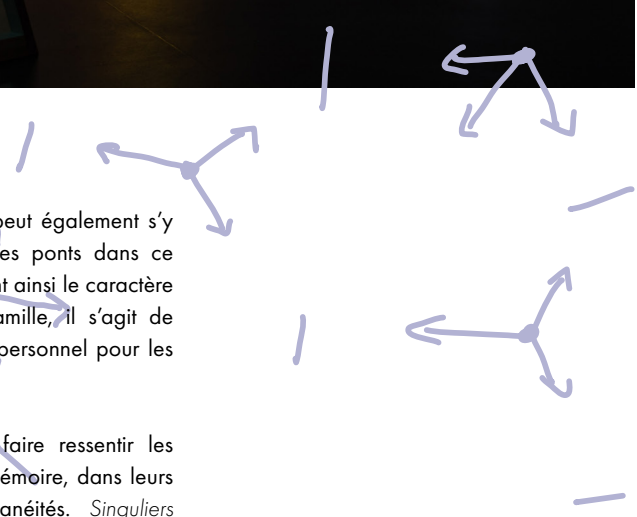 peut également s'y
es ponts dans ce
t ainsi le caractère
amille, il s'agit de
personnel pour les
faire ressentir les
émoire, dans leurs
anéités. Singuliers